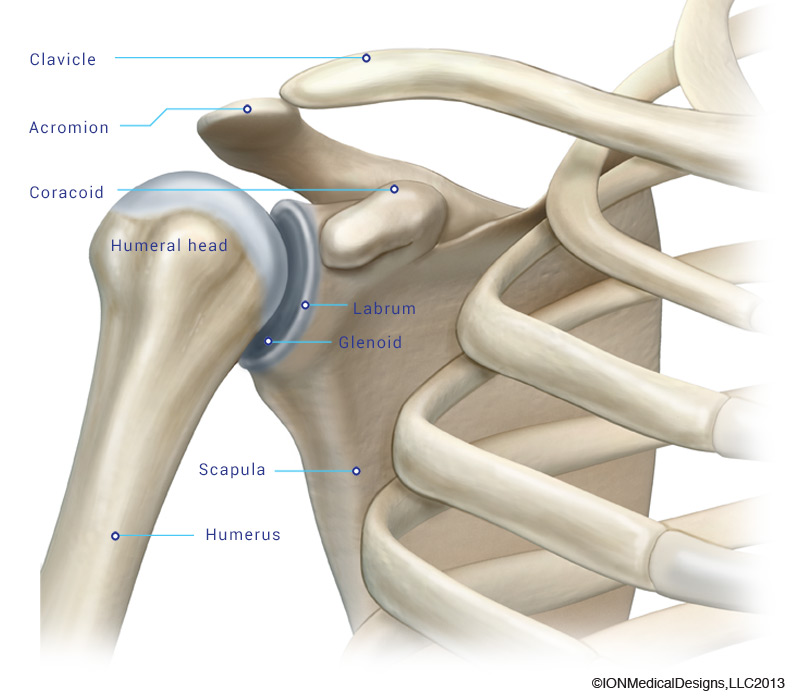 Clavicle
Acromion
Coracoid
Humeral head
Labrum
Glenoid
Scapula
Humerus
©IONMedicalDesigns,LLC2013